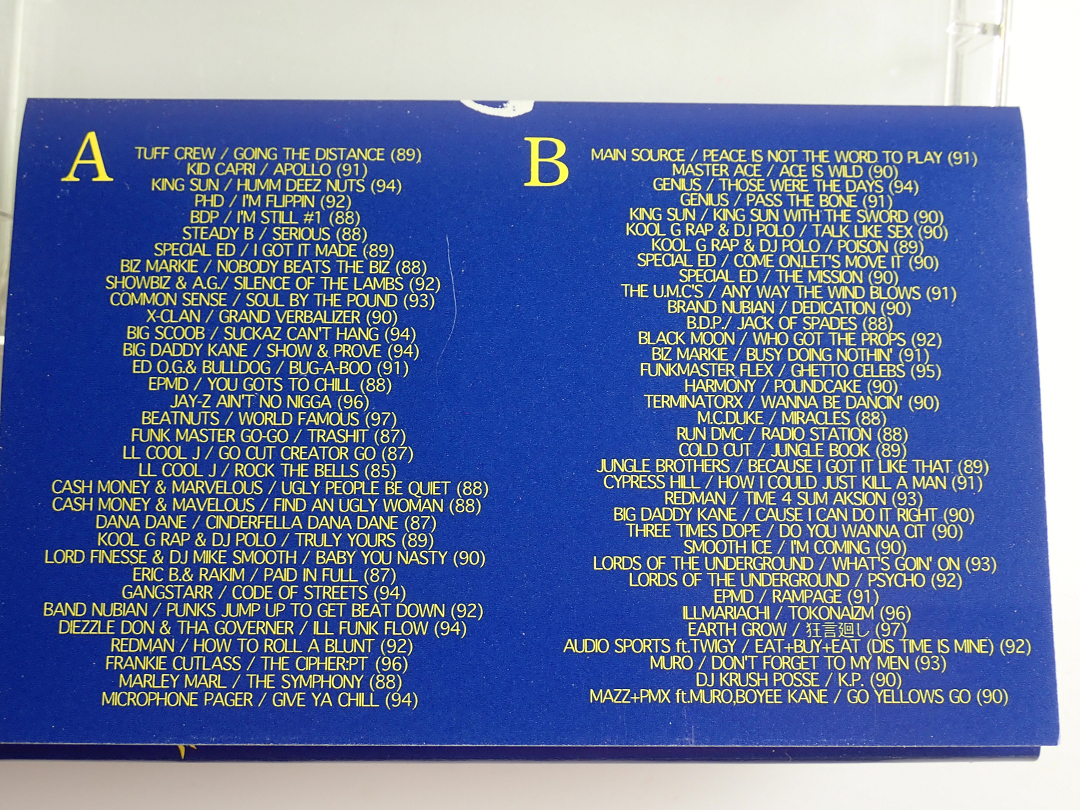 A
TUFF CREW / GOING THE DISTANCE (89)
KID CAPRI / APOLLO (91)
KING SUN / HUMM DEEZ NUTS (94)
PHD / I'M FLIPPIN (92)
BDP / I'M STILL #1 (88)
STEADY B / SERIOUS (88)
SPECIAL ED / I GOT IT MADE (89)
BIZ MARKIE / NOBODY BEATS THE BIZ (88)
SHOWBIZ & A.G./ SILENCE OF THE LAMBS (92)
COMMON SENSE / SOUL BY THE POUND (93)
X-CLAN / GRAND VERBALIZER (90)
BIG SCOOB / SUCKAZ CAN'T HANG (94)
BIG DADDY KANE / SHOW & PROVE (94)
ED O.G.& BULLDOG / BUG-A-BOO (91)
EPMD / YOU GOTS TO CHILL (88)
JAY-Z AIN'T NO NIGGA (96)
BEATNUTS / WORLD FAMOUS (97)
FUNK MASTER GO-GO / TRASHIT (87)
LL COOL J / GO CUT CREATOR GO (87)
LL COOL J / ROCK THE BELLS (85)
CASH MONEY & MARVELOUS / UGLY PEOPLE BE QUIET (88)
CASH MONEY & MAVELOUS / FIND AN UGLY WOMAN (88)
DANA DANE / CINDERFELLA DANA DANE (87)
KOOL G RAP & DJ POLO / TRULY YOURS (89)
LORD FINESSE & DJ MIKE SMOOTH / BABY YOU NASTY (90)
ERIC B.& RAKIM / PAID IN FULL (87)
GANGSTARR / CODE OF STREETS (94)
BAND NUBIAN / PUNKS JUMP UP TO GET BEAT DOWN (92)
DIEZZLE DON & THA GOVERNER / ILL FUNK FLOW (94)
REDMAN / HOW TO ROLL A BLUNT (92)
FRANKIE CUTLASS / THE CIPHER:PT (96)
MARLEY MARL / THE SYMPHONY (88)
MICROPHONE PAGER / GIVE YA CHILL (94)
B
MAIN SOURCE / PEACE IS NOT THE WORD TO PLAY (91)
MASTER ACE / ACE IS WILD (90)
GENIUS / THOSE WERE THE DAYS (94)
GENIUS / PASS THE BONE (91)
KING SUN / KING SUN WITH THE SWORD (90)
KOOL G RAP & DJ POLO / TALK LIKE SEX (90)
KOOL G RAP & DJ POLO / POISON (89)
SPECIAL ED / COME ON,LET'S MOVE IT (90)
SPECIAL ED / THE MISSION (90)
THE U.M.C'S / ANY WAY THE WIND BLOWS (91)
BRAND NUBIAN / DEDICATION (90)
B.D.P./ JACK OF SPADES (88)
BLACK MOON / WHO GOT THE PROPS (92)
BIZ MARKIE / BUSY DOING NOTHIN' (91)
FUNKMASTER FLEX / GHETTO CELEBS (95)
HARMONY / POUNDCAKE (90)
TERMINATORX / WANNA BE DANCIN' (90)
M.C.DUKE / MIRACLES (88)
RUN DMC / RADIO STATION (88)
COLD CUT / JUNGLE BOOK (89)
JUNGLE BROTHERS / BECAUSE I GOT IT LIKE THAT (89)
CYPRESS HILL / HOW I COULD JUST KILL A MAN (91)
REDMAN / TIME 4 SUM AKSION (93)
BIG DADDY KANE / CAUSE I CAN DO IT RIGHT (90)
THREE TIMES DOPE / DO YOU WANNA CIT (90)
SMOOTH ICE / I'M COMING (90)
LORDS OF THE UNDERGROUND / WHAT'S GOIN' ON (93)
LORDS OF THE UNDERGROUND / PSYCHO (92)
EPMD / RAMPAGE (91)
ILLMARIACHI / TOKONAIZM (96)
EARTH GROW / 狂言廻し (97)
AUDIO SPORTS ft.TWIGY / EAT+BUY+EAT (DIS TIME IS MINE) (92)
MURO / DON'T FORGET TO MY MEN (93)
DJ KRUSH POSSE / K.P. (90)
MAZZ+PMX ft.MURO,BOYEE KANE / GO YELLOWS GO (90)